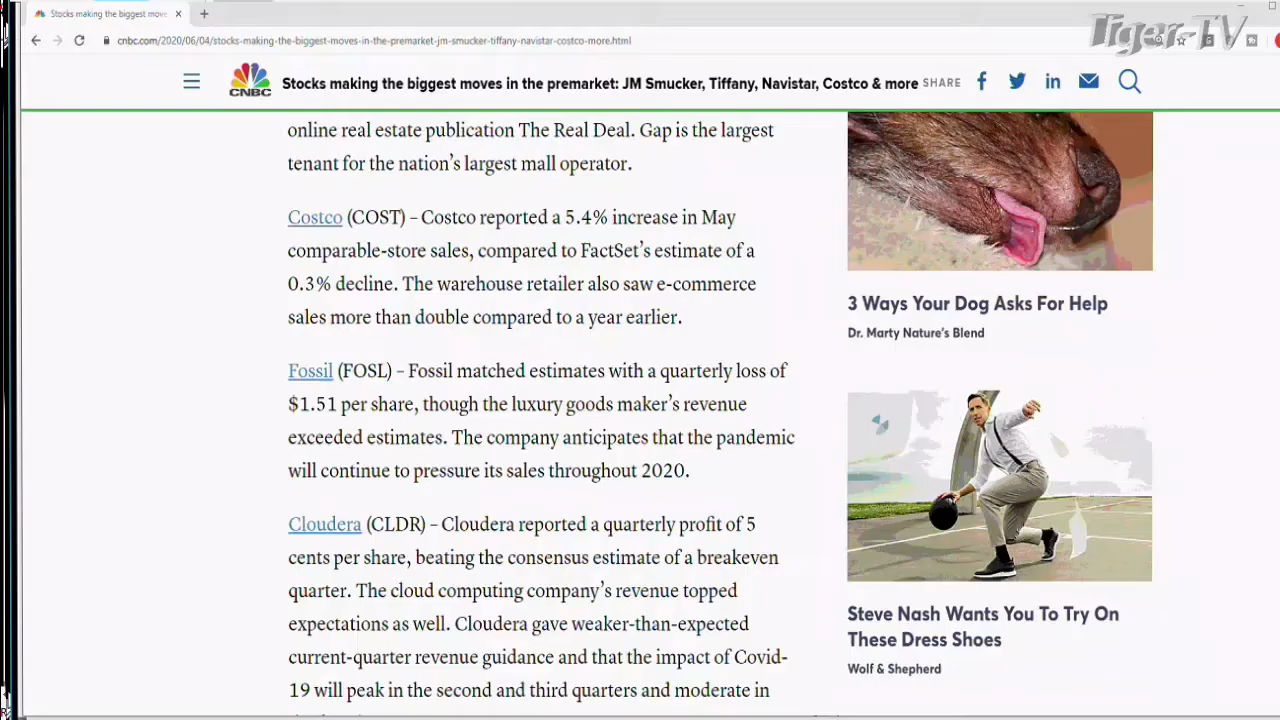 Stocks making the biggest move
Tiger-TV
cnbc.com/2020/06/04/stocks-making-the-biggest-moves-in-the-premarket-jm-smucker-tiffany-navistar-costco-more.html
CNBC
Stocks making the biggest moves in the premarket: JM Smucker, Tiffany, Navistar, Costco & more
SHARE
online real estate publication The Real Deal. Gap is the largest
tenant for the nation's largest mall operator.
Costco (COST) – Costco reported a 5.4% increase in May
comparable-store sales, compared to FactSet's estimate of a
0.3% decline. The warehouse retailer also saw e-commerce
sales more than double compared to a year earlier.
Fossil (FOSL) – Fossil matched estimates with a quarterly loss of
$1.51 per share, though the luxury goods maker's revenue
exceeded estimates. The company anticipates that the pandemic
will continue to pressure its sales throughout 2020.
Cloudera (CLDR) – Cloudera reported a quarterly profit of 5
cents per share, beating the consensus estimate of a breakeven
quarter. The cloud computing company's revenue topped
expectations as well. Cloudera gave weaker-than-expected
current-quarter revenue guidance and that the impact of Covid-
19 will peak in the second and third quarters and moderate in
3 Ways Your Dog Asks For Help
Dr. Marty Nature's Blend
Steve Nash Wants You To Try On
These Dress Shoes
Wolf & Shepherd